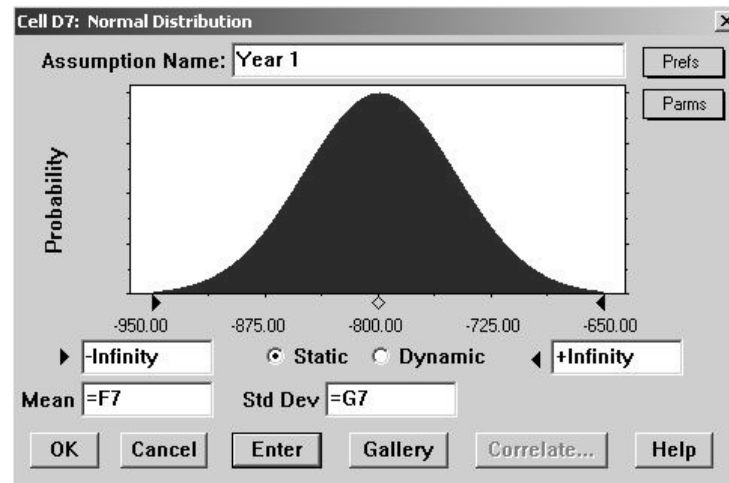 Cell D7: Normal Distribution
Assumption Name: Year 1
Prefs
Parms
Probability
-950.00 -875.00 -800.00 -725.00 -650.00
-Infinity Static Dynamic +Infinity
Mean =F7 Std Dev =G7
OK Cancel Enter Gallery Correlate... Help